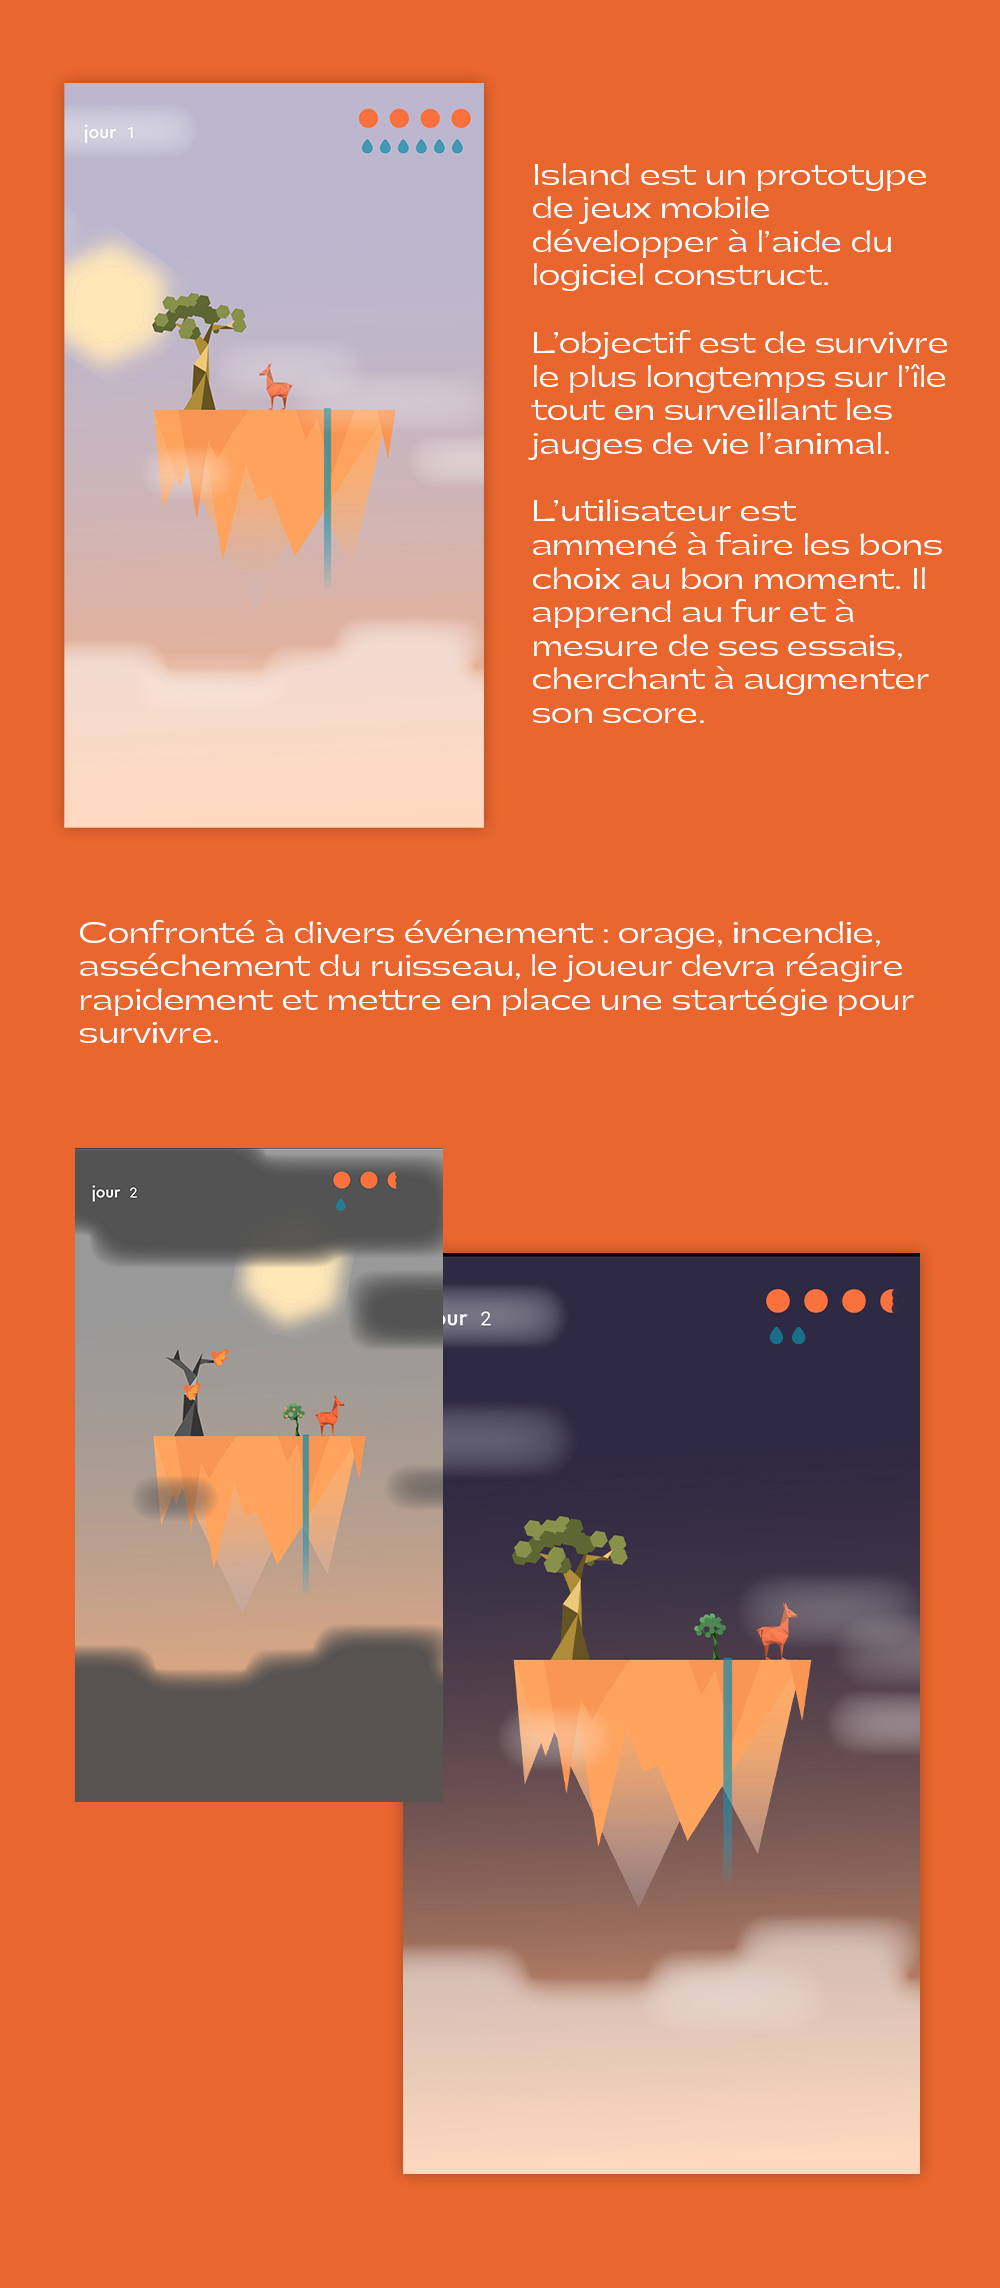 jour 1
Island est un prototype
de jeux mobile
développer à l’aide du
logiciel construct.
L’objectif est de survivre
le plus longtemps sur l’île
tout en surveillant les
jauges de vie l’animal.
L’utilisateur est
ammené à faire les bons
choix au bon moment. Il
apprend au fur et à
mesure de ses essais,
cherchant à augmenter
son score.
Confronté à divers événement : orage, incendie,
asséchement du ruisseau, le joueur devra réagire
rapidement et mettre en place une startégie pour
survivre.
jour 2
our 2